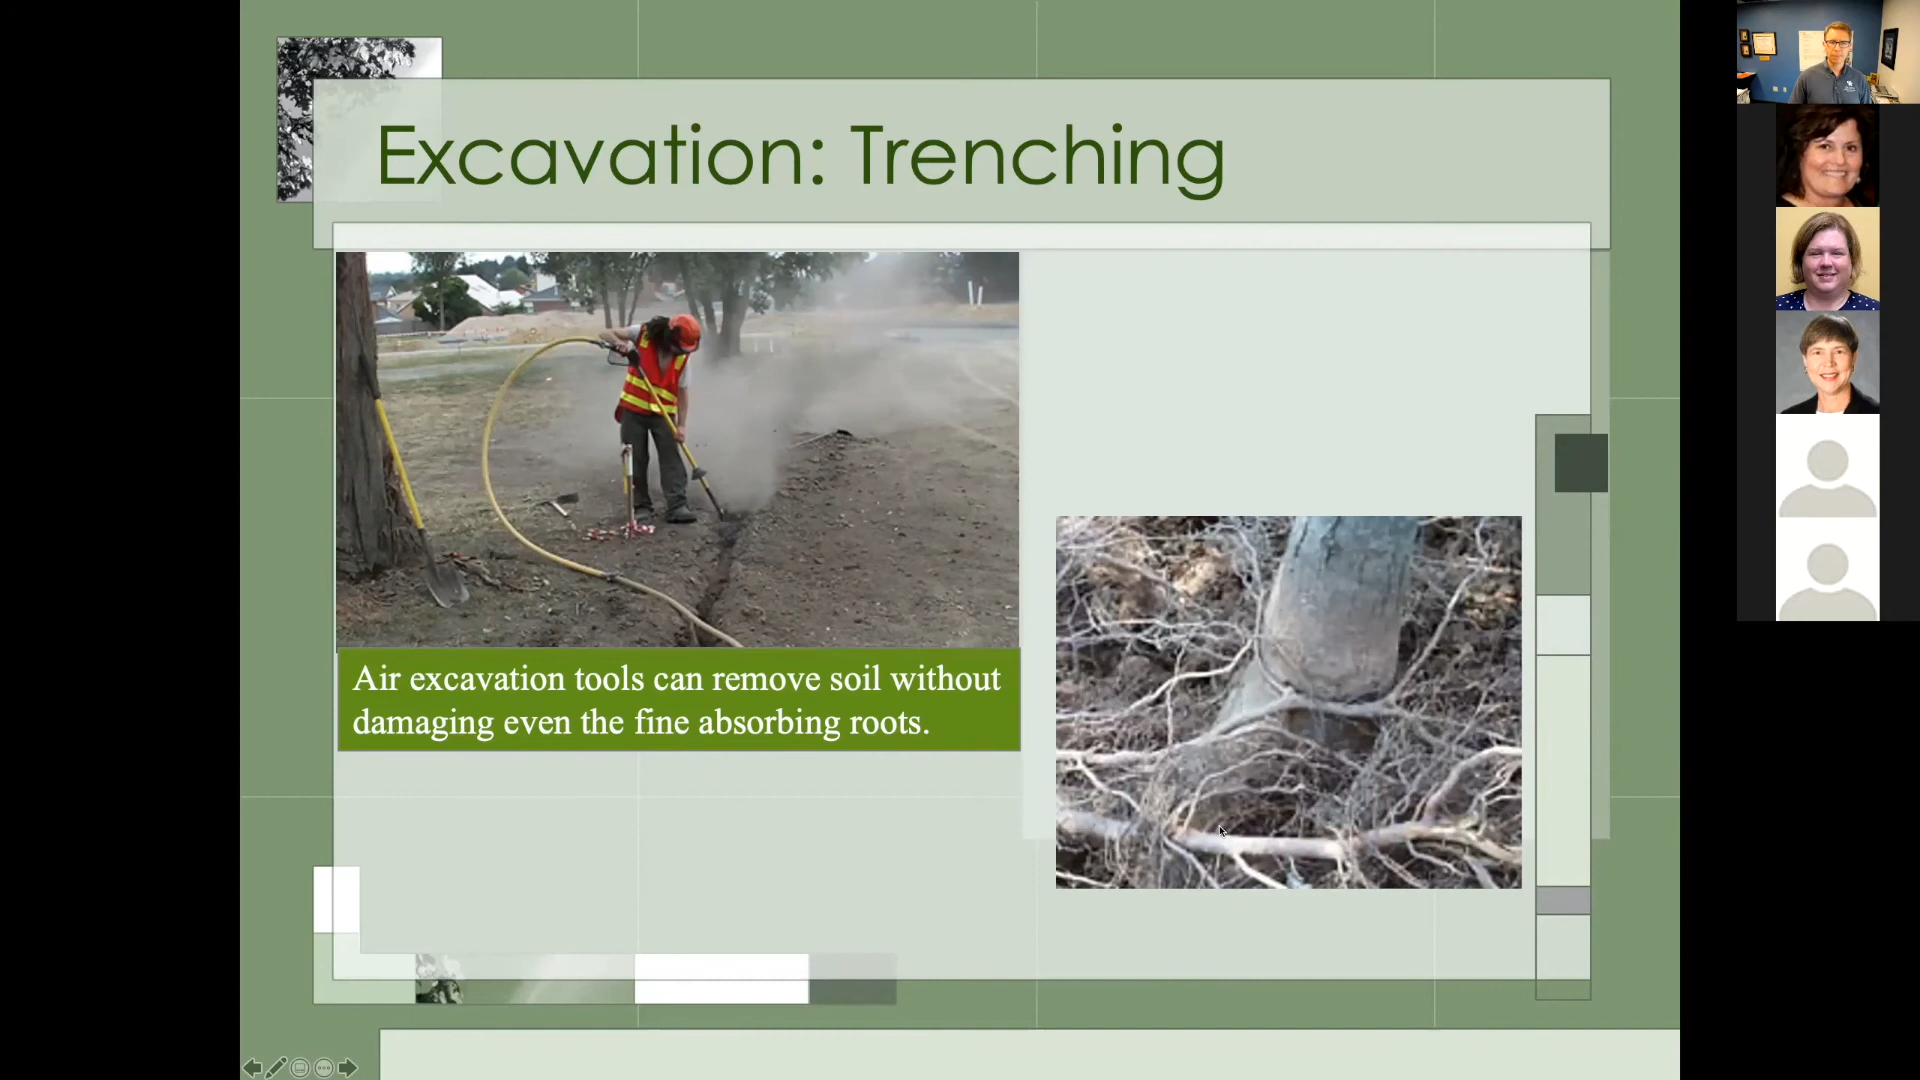 Excavation: Trenching
Air excavation tools can remove soil without
damaging even the fine absorbing roots.